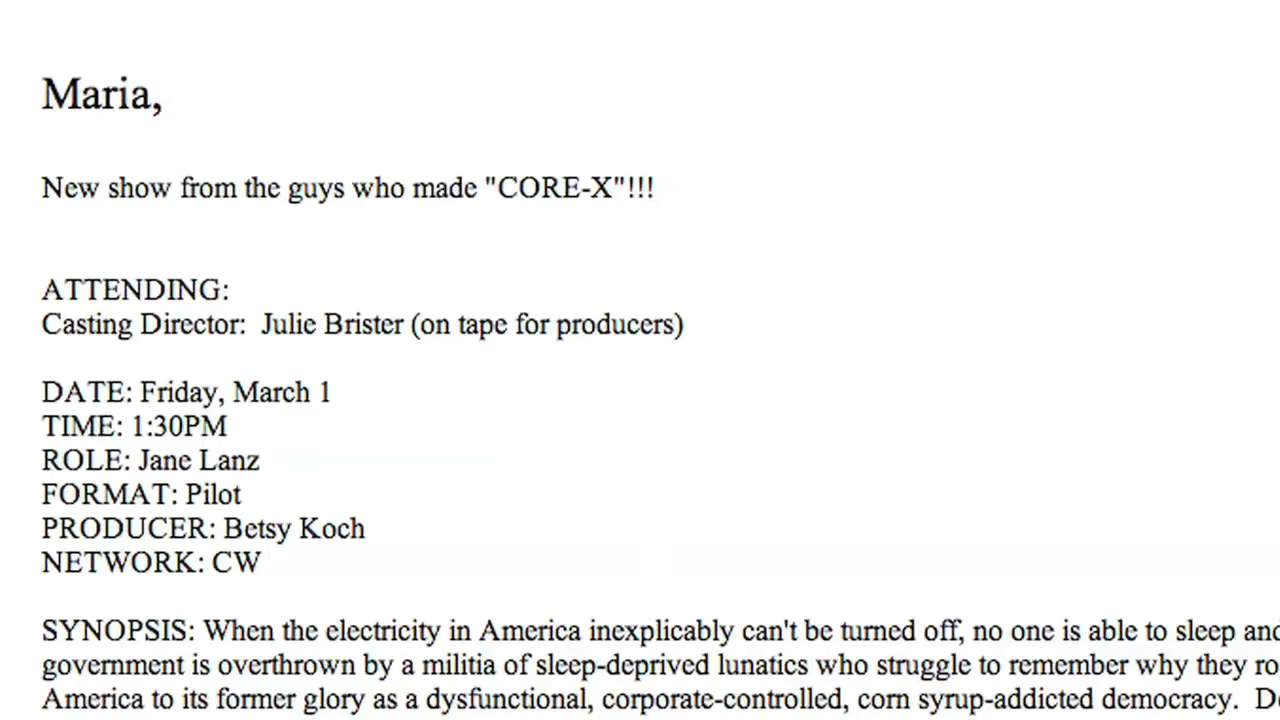 Maria,
New show from the guys who made "CORE-X"!!!
ATTENDING:
Casting Director:  Julie Brister (on tape for producers)
DATE: Friday, March 1
TIME: 1:30PM
ROLE: Jane Lanz
FORMAT: Pilot
PRODUCER: Betsy Koch
NETWORK: CW
SYNOPSIS: When the electricity in America inexplicably can't be turned off, no one is able to sleep and
government is overthrown by a militia of sleep-deprived lunatics who struggle to remember why they
America to its former glory as a dysfunctional, corporate-controlled, corn syrup-addicted democracy.